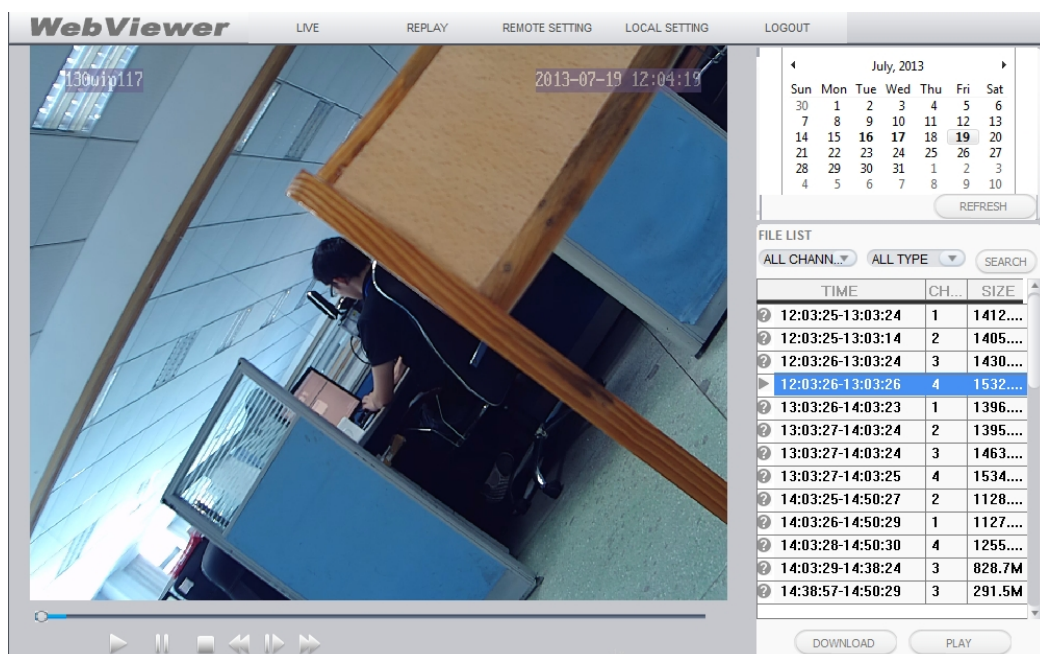 WebViewer LIVE REPLAY REMOTE SETTING LOCAL SETTING LOGOUT
130vip117 2013-07-19 12:04:19
July, 2013
Sun Mon Tue Wed Thu Fri Sat
30 1 2 3 4 5 6
7 8 9 10 11 12 13
14 15 16 17 18 19 20
21 22 23 24 25 26 27
28 29 30 31 1 2 3
4 5 6 7 8 9 10
REFRESH
FILE LIST
ALL CHANN... ALL TYPE SEARCH
TIME CH... SIZE
12:03:25-13:03:24 1 1412....
12:03:25-13:03:14 2 1405....
12:03:26-13:03:24 3 1430....
12:03:26-13:03:26 4 1532....
13:03:26-14:03:23 1 1396....
13:03:27-14:03:24 2 1395....
13:03:27-14:03:24 3 1463....
13:03:27-14:03:25 4 1534....
14:03:25-14:50:27 2 1128....
14:03:26-14:50:29 1 1127....
14:03:28-14:50:30 4 1255....
14:03:29-14:38:24 3 828.7M
14:38:57-14:50:29 3 291.5M
DOWNLOAD PLAY